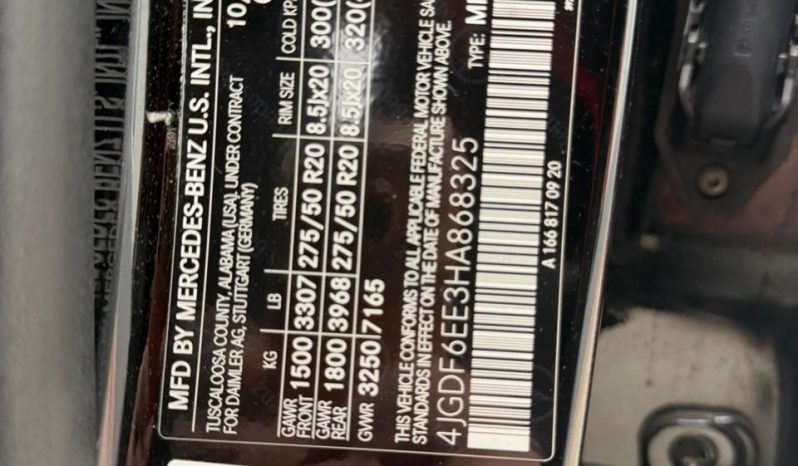 MFD BY MERCEDES-BENZ U.S. INTL., IN
TUSCALOOSA COUNTY, ALABAMA (USA), UNDER CONTRACT
FOR DAIMLER AG, STUTTGART (GERMANY) 10
KG LB TIRES RIM SIZE COLD KP
GAWR FRONT 1500 3307 275/50 R20 8.5Jx20 300(
GAWR REAR 1800 3968 275/50 R20 8.5Jx20 320(
GVWR 3250 7165
THIS VEHICLE CONFORMS TO ALL APPLICABLE FEDERAL MOTOR VEHICLE SA
STANDARDS IN EFFECT ON THE DATE OF MANUFACTURE SHOWN ABOVE.
4JGDF6EE3HA868325 TYPE:
A 166 817 09 20